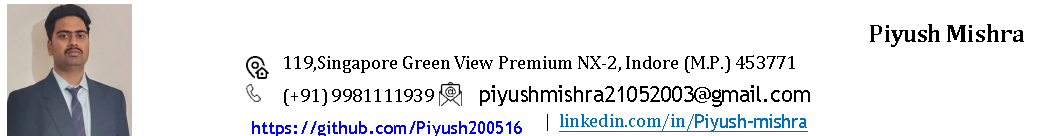 Piyush Mishra
119,Singapore Green View Premium NX-2, Indore (M.P.) 453771
(+91) 9981111939 piyushmishra21052003@gmail.com
https://github.com/Piyush200516 | linkedin.com/in/Piyush-mishra